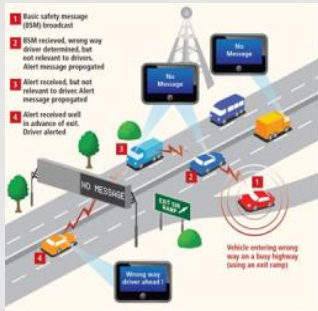 1 Basic safety message
(BSM) broadcast
2 BSM recieved, wrong way
driver determined, but
not relevant to drivers.
Alert message propogated
3 Alert received, but not
relevant to driver. Alert
message propogated
4 Alert received well
in advance of exit.
Driver alerted
No
Message
No
Message
3
2
1
NO MESSAGE
EXIT ON
RAMP
4
Vehicle entering wrong
way on a busy highway
(using an exit ramp)
Wrong way
driver ahead !